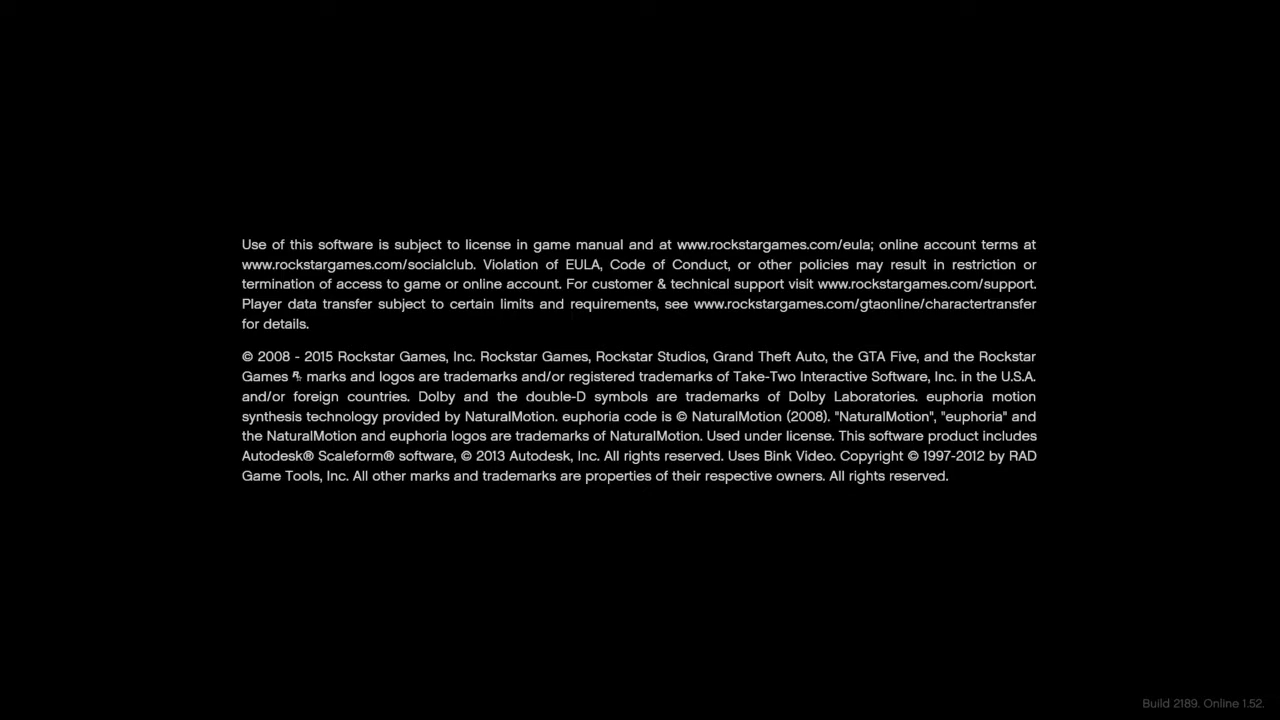 Use of this software is subject to license in game manual and at www.rockstargames.com/eula; online account terms at
www.rockstargames.com/socialclub. Violation of EULA, Code of Conduct, or other policies may result in restriction or
termination of access to game or online account. For customer & technical support visit www.rockstargames.com/support.
Player data transfer subject to certain limits and requirements, see www.rockstargames.com/gtaonline/charactertransfer
for details.
© 2008 - 2015 Rockstar Games, Inc. Rockstar Games, Rockstar Studios, Grand Theft Auto, the GTA Five, and the Rockstar
Games R* marks and logos are trademarks and/or registered trademarks of Take-Two Interactive Software, Inc. in the U.S.A.
and/or foreign countries. Dolby and the double-D symbols are trademarks of Dolby Laboratories. euphoria motion
synthesis technology provided by NaturalMotion. euphoria code is © NaturalMotion (2008). "NaturalMotion", "euphoria" and
the NaturalMotion and euphoria logos are trademarks of NaturalMotion. Used under license. This software product includes
Autodesk® Scaleform® software, © 2013 Autodesk, Inc. All rights reserved. Uses Bink Video. Copyright © 1997-2012 by RAD
Game Tools, Inc. All other marks and trademarks are properties of their respective owners. All rights reserved.
Build 2189. Online 1.52.